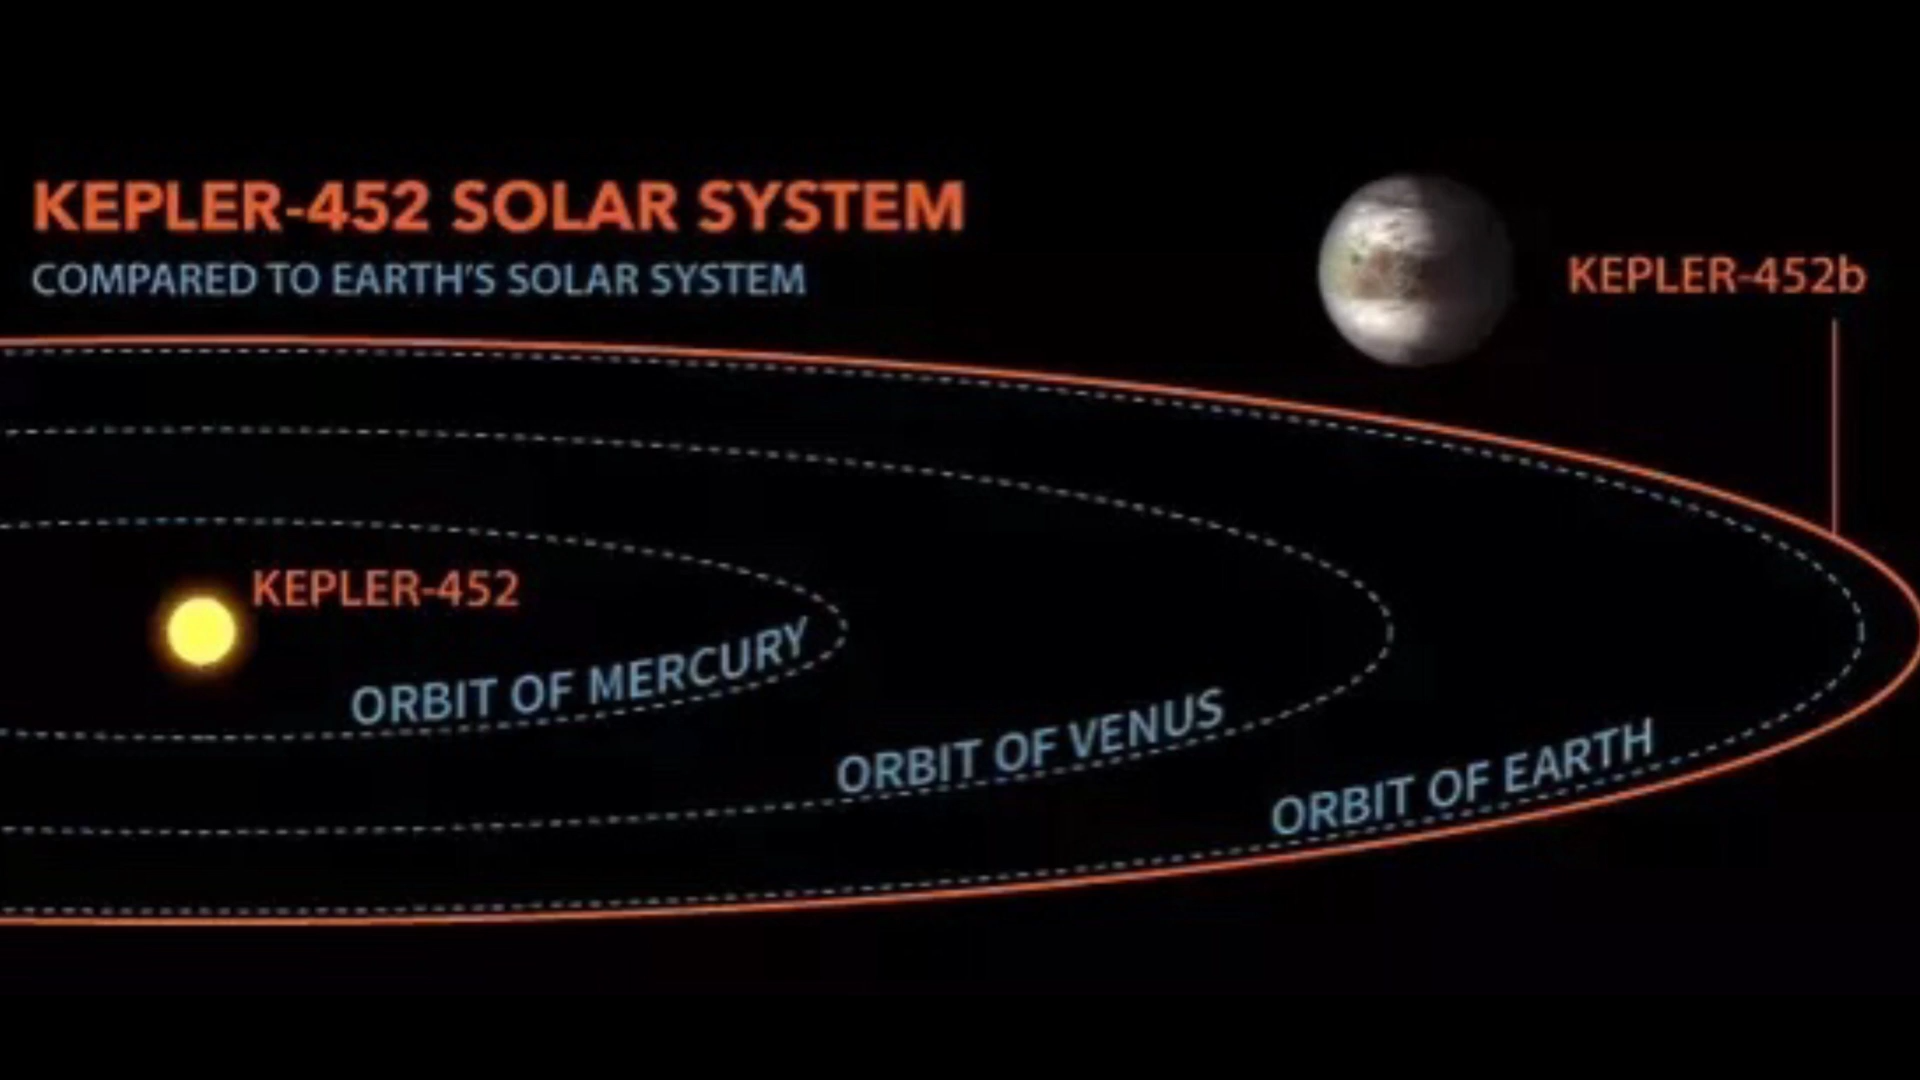 KEPLER-452 SOLAR SYSTEM
COMPARED TO EARTH'S SOLAR SYSTEM
KEPLER-452b
KEPLER-452
ORBIT OF MERCURY
ORBIT OF VENUS
ORBIT OF EARTH